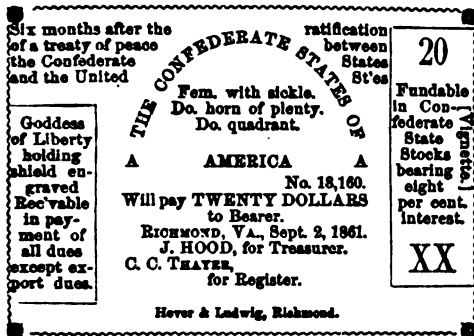 Six months after the ratification
of a treaty of peace between
the Confederate States
and the United St'es
THE CONFEDERATE STATES OF
Fem. with sickle.
Do. horn of plenty.
Do. quadrant.
A AMERICA A
No. 18,160.
Will pay TWENTY DOLLARS
to Bearer.
RICHMOND, VA., Sept. 2, 1861.
J. HOOD, for Treasurer.
C. C. THAYER,
for Register.
Hoyer & Ludwig, Richmond.
Goddess
of Liberty
holding
shield en-
graved
Rec'vable
in pay-
ment of
all dues
except ex-
port dues.
20
Fundable
in Con-
federate
State
Stocks
bearing
eight
per cent.
interest.
[Vignette.]
XX